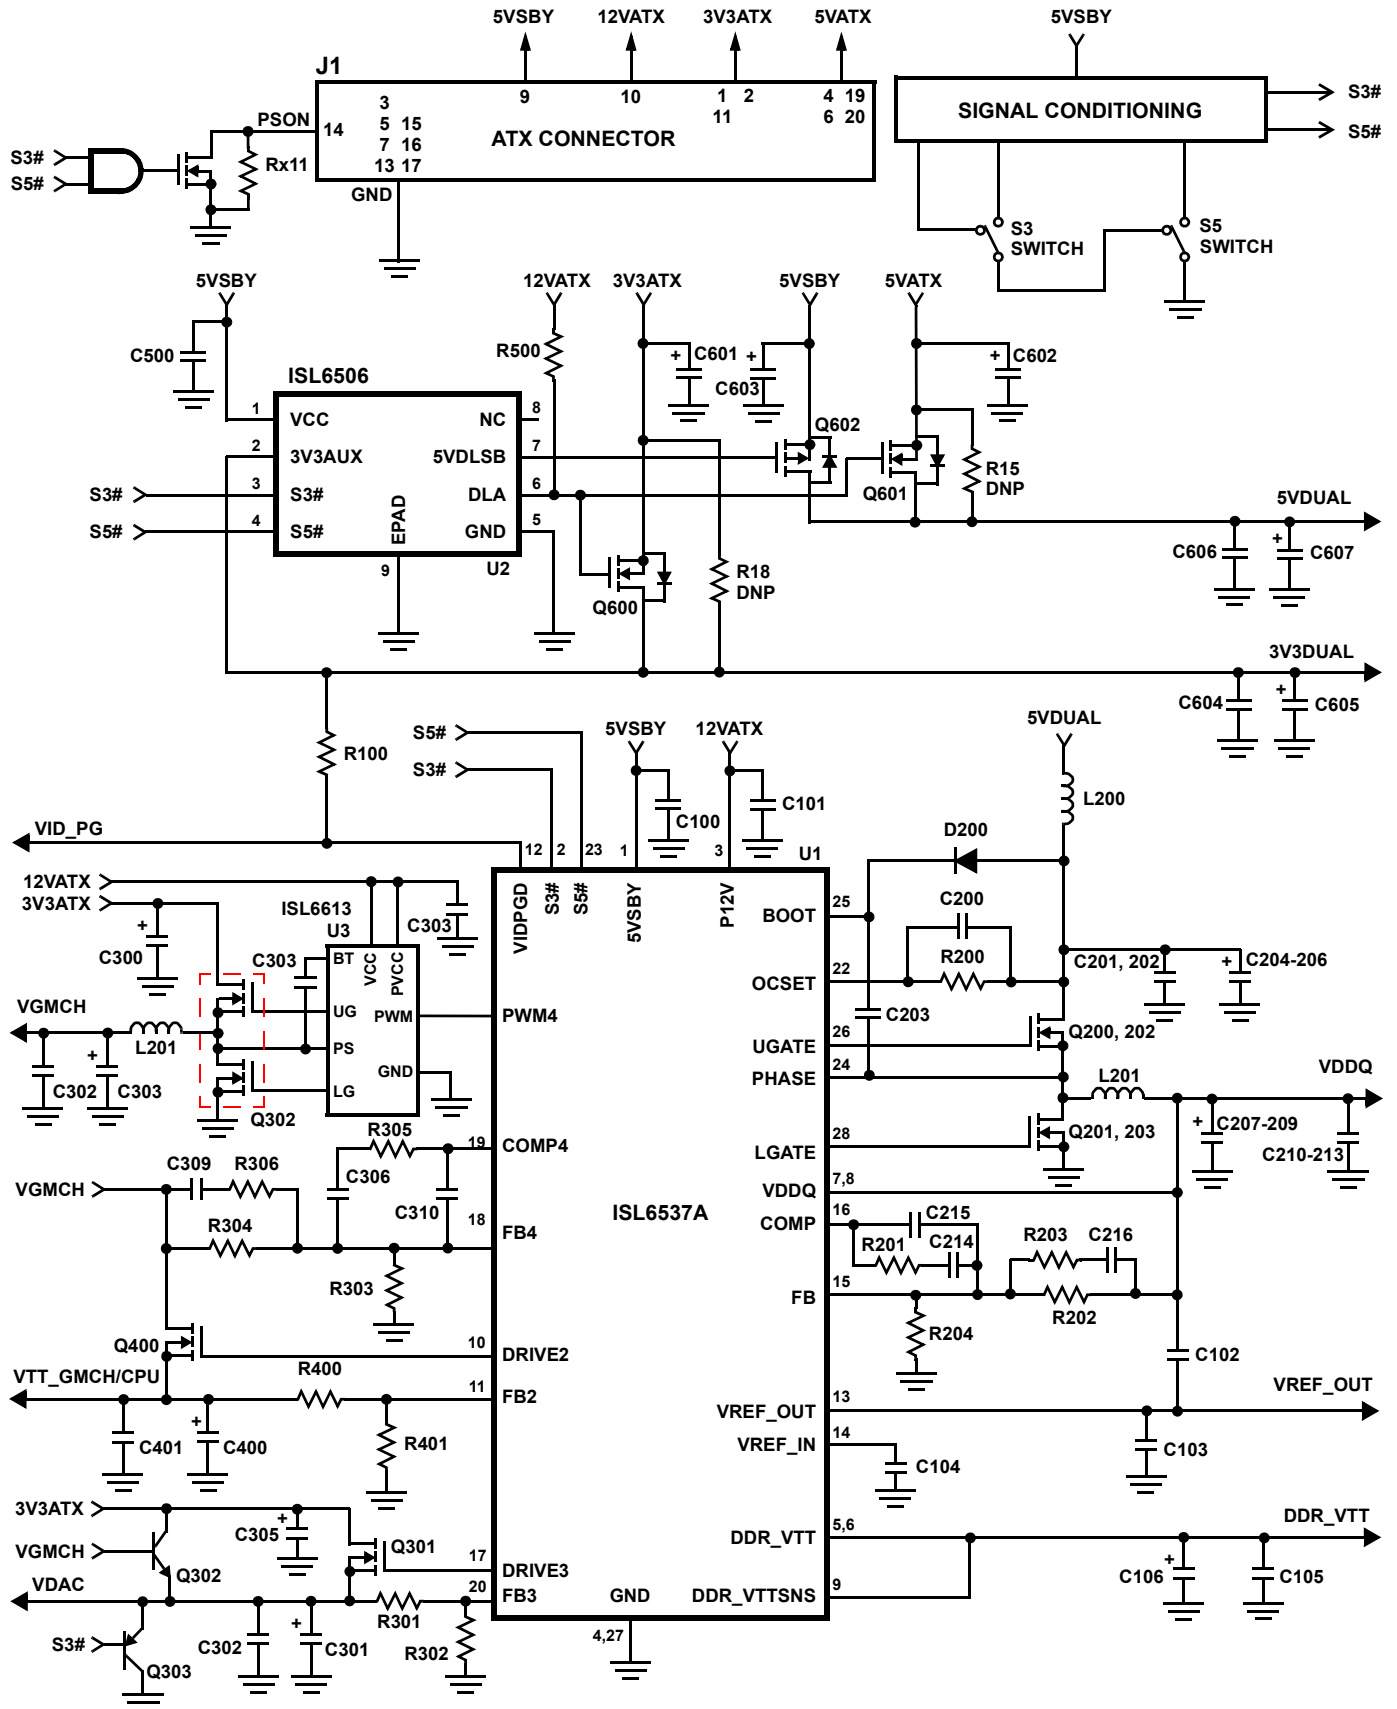 5VSBY 12VATX 3V3ATX 5VATX 5VSBY
J1
9 10 1 2 4 19
11 6 20
3
5 15
7 16
13 17
14
ATX CONNECTOR
PSON
GND
S3#
S5#
Rx11
SIGNAL CONDITIONING
S3#
S5#
S3
SWITCH
S5
SWITCH
5VSBY 12VATX 3V3ATX 5VSBY 5VATX
C500
R500
C601
C603
C602
ISL6506
1 VCC
2 3V3AUX
S3# 3 S3#
S5# 4 S5#
NC 8
5VDLSB 7
DLA 6
GND 5
EPAD
9
U2
Q602
Q601
R15
DNP
Q600
R18
DNP
5VDUAL
C606
+
C607
3V3DUAL
C604
+
C605
R100
S5#
S3#
5VSBY
12VATX
5VDUAL
C100
C101
L200
VID_PG
12 2 23 1 3
U1
VIDPGD
S3#
S5#
5VSBY
P12V
D200
12VATX
3V3ATX
+
C300
C303
ISL6613
U3
C303
BT
VCC
PVCC
UG
PWM
PS
GND
LG
VGMCH
L201
C302
+
C303
Q302
PWM4
25
BOOT
C200
R200
22
OCSET
C203
C201, 202
+
C204-206
26
UGATE
Q200, 202
24
PHASE
L201
VDDQ
28
LGATE
Q201, 203
+
C207-209
C210-213
7,8
VDDQ
R305
19
COMP4
C306
C310
VGMCH
C309 R306
R304
18
FB4
R303
ISL6537A
16
COMP
C215
R201
C214
R203 C216
15
FB
R202
R204
C102
Q400
10
DRIVE2
VTT_GMCH/CPU
R400
11
FB2
C401
+
C400
R401
13
VREF_OUT
VREF_OUT
C103
14
VREF_IN
C104
3V3ATX
VGMCH
Q302
+
C305
Q301
17
DRIVE3
VDAC
20
FB3
R301
S3#
Q303
C302
+
C301
R302
GND
4,27
5,6
DDR_VTT
DDR_VTT
9
DDR_VTTSNS
+
C106
C105